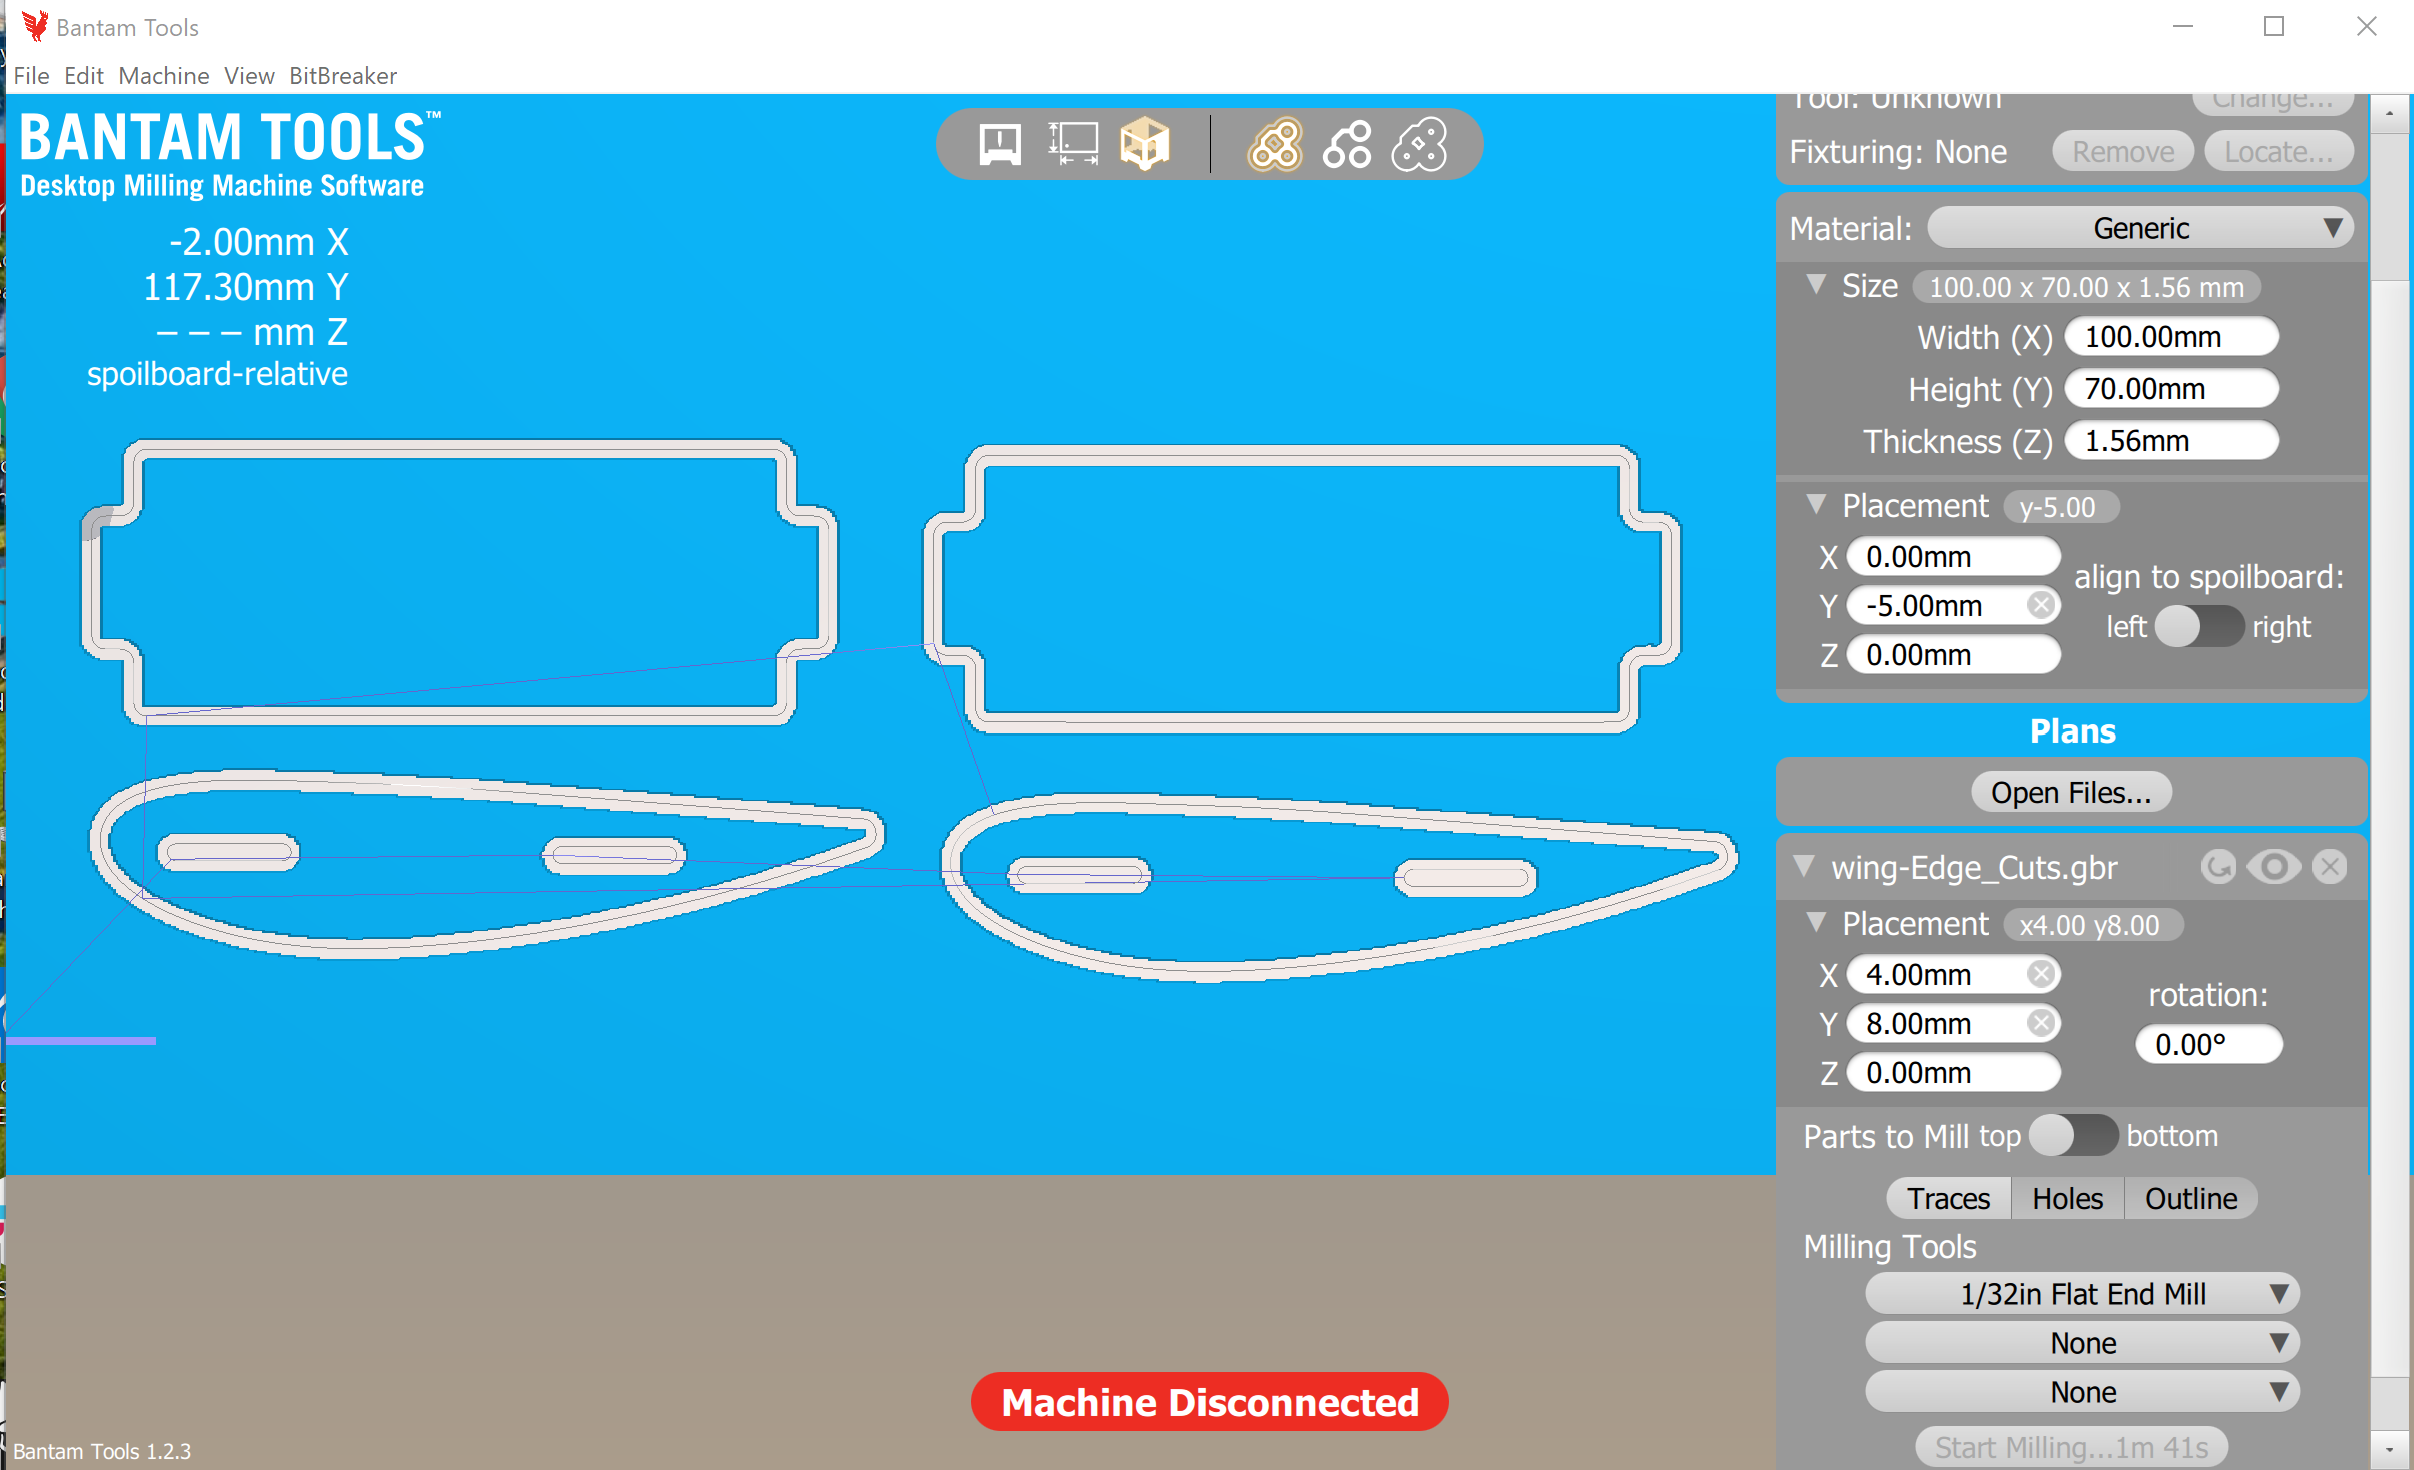 Bantam Tools
File Edit Machine View BitBreaker
BANTAM TOOLS™
Desktop Milling Machine Software
-2.00mm X
117.30mm Y
– – – mm Z
spoilboard-relative
Tool: Unknown Change...
Fixturing: None Remove Locate...
Material: Generic
Size 100.00 x 70.00 x 1.56 mm
Width (X) 100.00mm
Height (Y) 70.00mm
Thickness (Z) 1.56mm
Placement y-5.00
X 0.00mm
align to spoilboard:
Y -5.00mm
left right
Z 0.00mm
Plans
Open Files...
wing-Edge_Cuts.gbr
Placement x4.00 y8.00
X 4.00mm
rotation:
Y 8.00mm
0.00°
Z 0.00mm
Parts to Mill top bottom
Traces Holes Outline
Milling Tools
1/32in Flat End Mill
None
None
Start Milling...1m 41s
Machine Disconnected
Bantam Tools 1.2.3